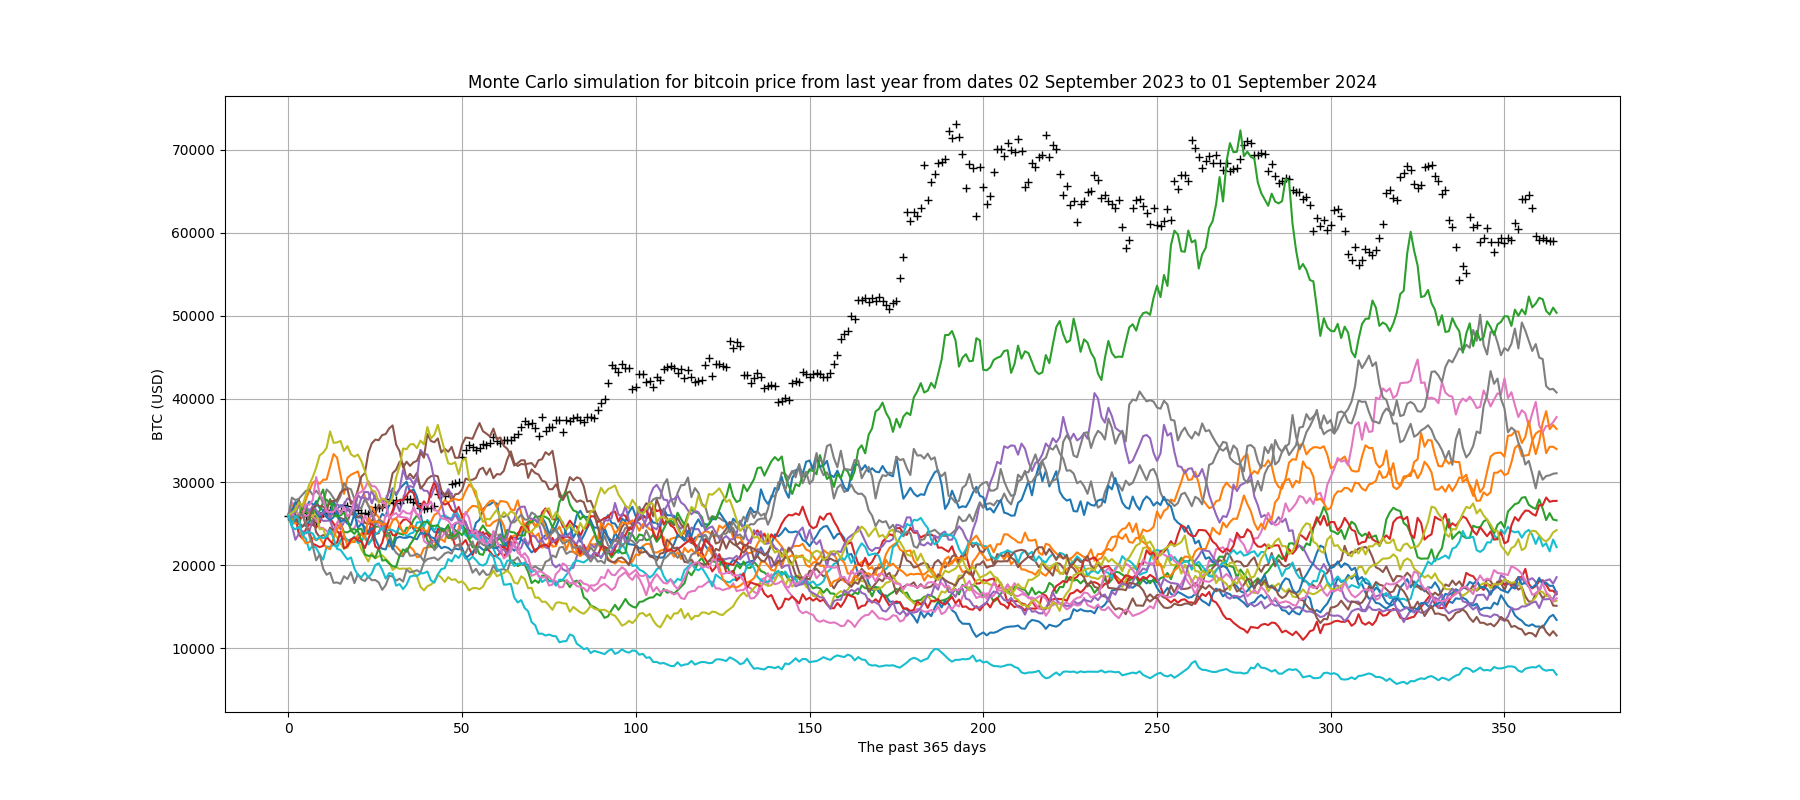 Monte Carlo simulation for bitcoin price from last year from dates 02 September 2023 to 01 September 2024
70000
60000
50000
40000
30000
20000
10000
BTC (USD)
0 50 100 150 200 250 300 350
The past 365 days